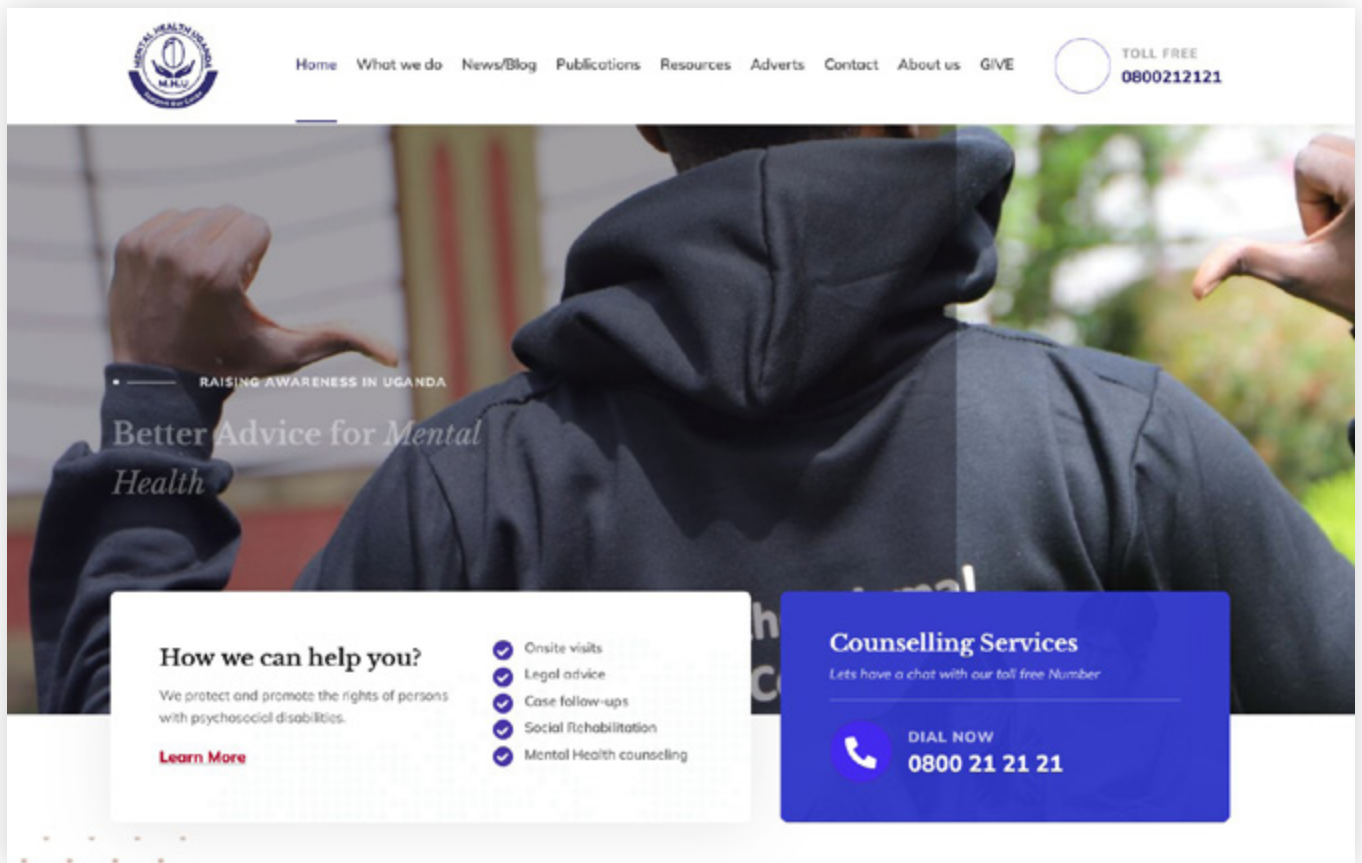 MENTAL HEALTH UGANDA
M.H.U
Home What we do News/Blog Publications Resources Adverts Contact About us GIVE
TOLL FREE
0800212121
RAISING AWARENESS IN UGANDA
Better Advice for Mental
Health
How we can help you?
We protect and promote the rights of persons
with psychosocial disabilities.
Learn More
Onsite visits
Legal advice
Case follow-ups
Social Rehabilitation
Mental Health counseling
Counselling Services
Lets have a chat with our toll free Number
DIAL NOW
0800 21 21 21